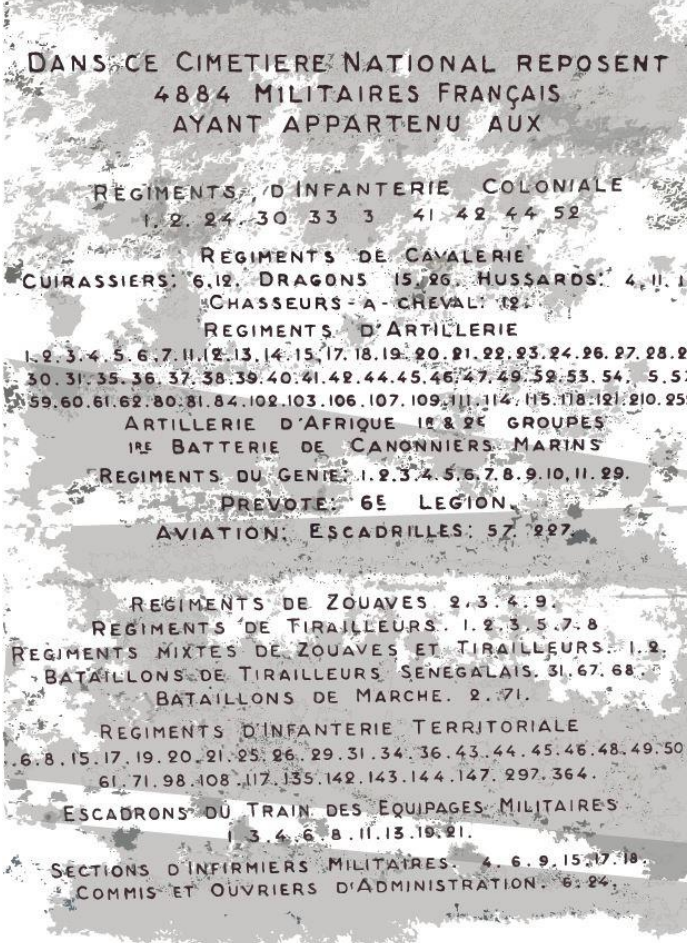 DANS CE CIMETIERE NATIONAL REPOSENT
4884 MILITAIRES FRANÇAIS
AYANT APPARTENU AUX
REGIMENTS D INFANTERIE COLONIALE
1. 2. 24. 30 33 3 41 42 44 52
REGIMENTS DE CAVALERIE
CUIRASSIERS: 6.12. DRAGONS 15.26. HUSSARDS: 4.11. 1
CHASSEURS-A-CHEVAL: 12.
REGIMENTS D'ARTILLERIE
1.2.3.4.5.6.7.11.12.13.14.15.17.18.19.20.21.22.23.24.26.27.28.2
30.31.35.36.37.38.39.40.41.42.44.45.46.47.49.52.53.54. 5.5
59.60.61.62.80.81.84.102.103.106.107.109.111.114.115.118.121.210.25
ARTILLERIE D'AFRIQUE 1R & 2E GROUPES
1RE BATTERIE DE CANONNIERS MARINS
REGIMENTS DU GENIE. 1.2.3.4.5.6.7.8.9.10.11.29.
PREVOTE: 6E LEGION.
AVIATION: ESCADRILLES: 57. 227
REGIMENTS DE ZOUAVES 2.3.4.9.
REGIMENTS DE TIRAILLEURS. 1.2.3.5.7.8
REGIMENTS MIXTES DE ZOUAVES ET TIRAILLEURS. 1.2.
BATAILLONS DE TIRAILLEURS SENEGALAIS. 31.67.68.
BATAILLONS DE MARCHE. 2.71.
REGIMENTS D'INFANTERIE TERRITORIALE
.6.8.15.17.19.20.21.25.26.29.31.34.36.43.44.45.46.48.49.50
61.71.98.108.117.135.142.143.144.147.297.364.
ESCADRONS DU TRAIN DES EQUIPAGES MILITAIRES
1.3.4.6.8.11.13.19.21.
SECTIONS D'INFIRMIERS MILITAIRES. 4.6.9.15.17.18.
COMMIS ET OUVRIERS D'ADMINISTRATION. 6.24.